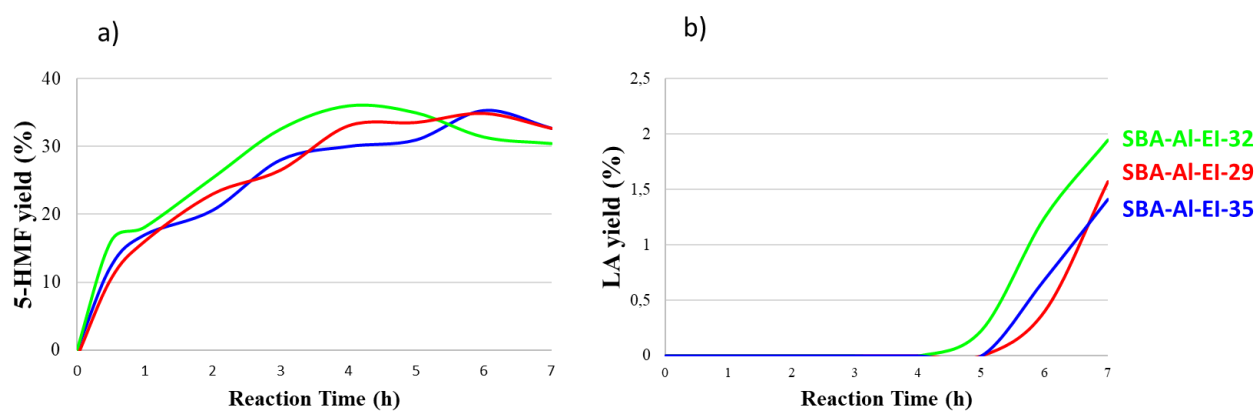 a)
5-HMF yield (%)
40
30
20
10
0
0 1 2 3 4 5 6 7
Reaction Time (h)
b)
LA yield (%)
2,5
2
1,5
1
0,5
0
0 1 2 3 4 5 6 7
Reaction Time (h)
SBA-Al-EI-32
SBA-Al-EI-29
SBA-Al-EI-35